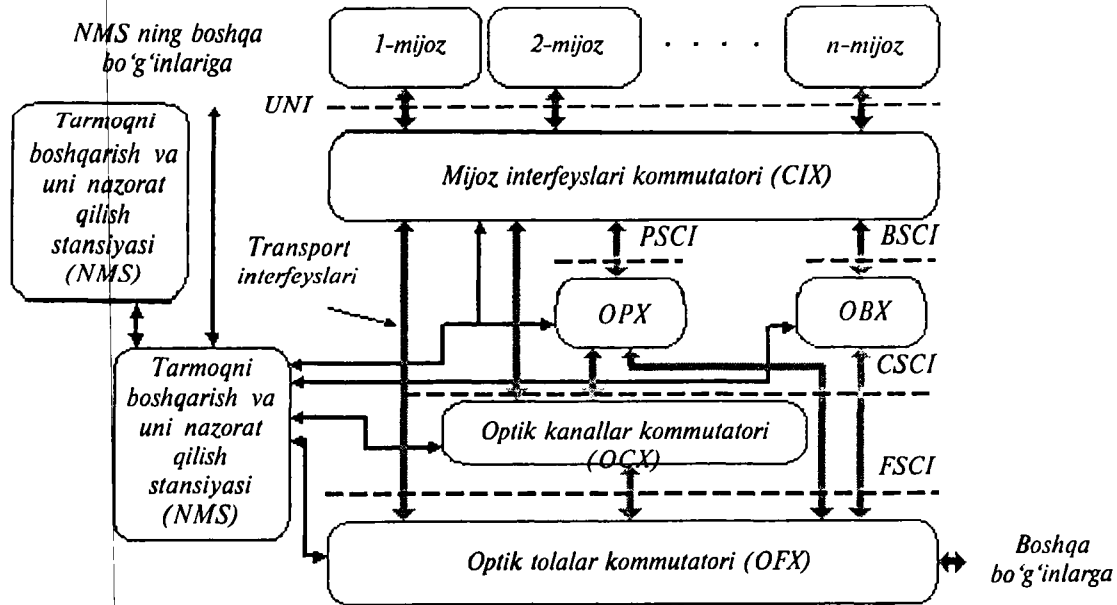 NMS ning boshqa
bo‘g‘inlariga
1-mijoz
2-mijoz
. . . .
n-mijoz
UNI
Tarmoqni
boshqarish va
uni nazorat
qilish
stansiyasi
(NMS)
Mijoz interfeyslari kommutatori (CIX)
Transport
interfeyslari
PSCI
BSCI
OPX
OBX
CSCI
Tarmoqni
boshqarish va
uni nazorat
qilish
stansiyasi
(NMS)
Optik kanallar kommutatori
(OCX)
FSCI
Optik tolalar kommutatori (OFX)
Boshqa
bo‘g‘inlarga